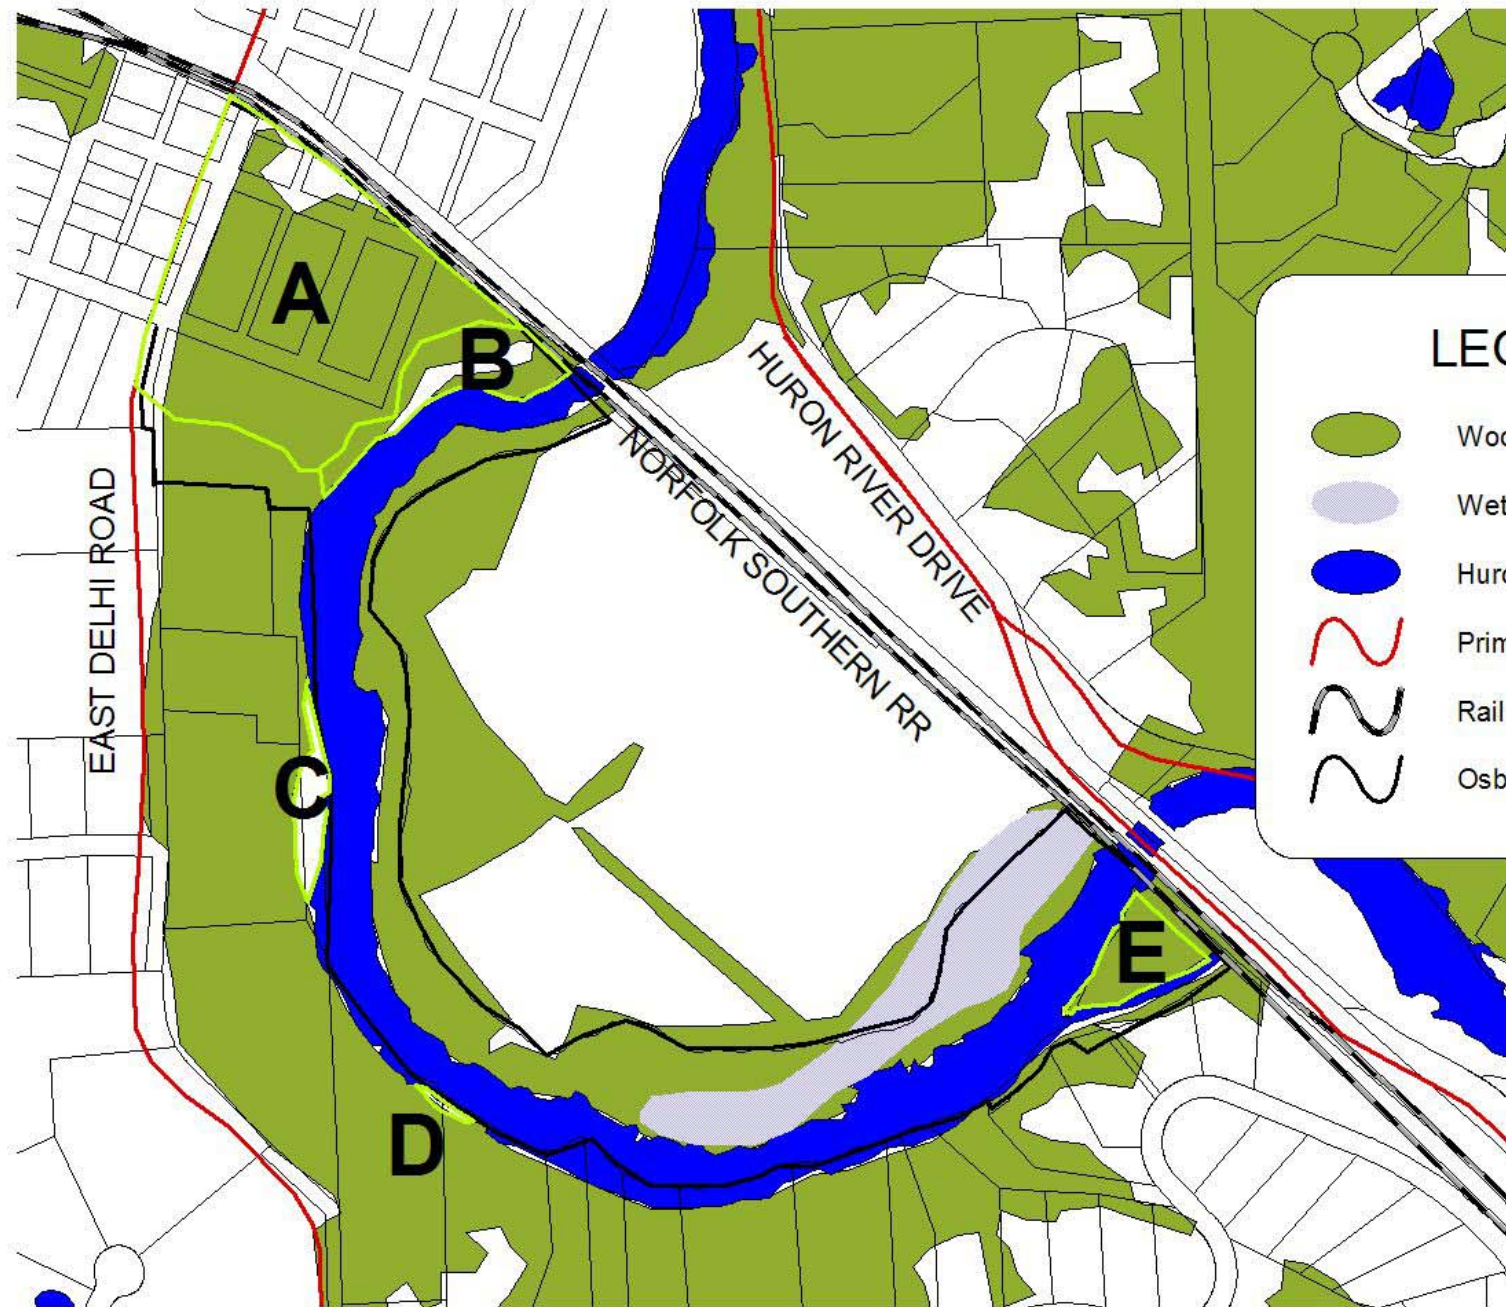 A
B
HURON RIVER DRIVE
NORFOLK SOUTHERN RR
EAST DELHI ROAD
C
E
D
LEG
Woo
Wet
Huro
Prim
Rail
Osb